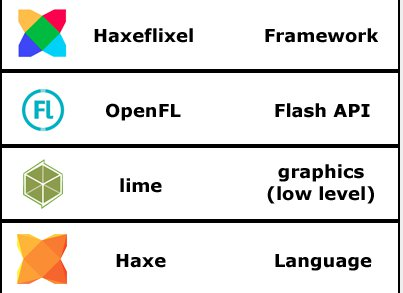 Haxeflixel Framework
Fl OpenFL Flash API
lime graphics
(low level)
Haxe Language